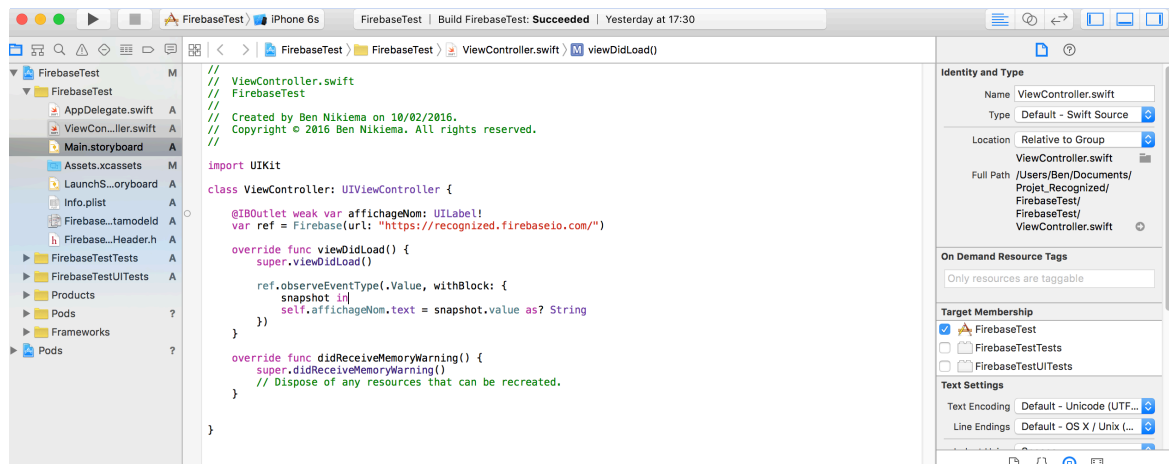 FirebaseTest
iPhone 6s
FirebaseTest | Build FirebaseTest: Succeeded | Yesterday at 17:30
FirebaseTest
FirebaseTest
ViewController.swift
M viewDidLoad()
FirebaseTest M
FirebaseTest
AppDelegate.swift A
ViewCon...ller.swift A
Main.storyboard A
Assets.xcassets M
LaunchS...oryboard A
Info.plist A
Firebase...tamodeld A
h Firebase...Header.h A
FirebaseTestTests A
FirebaseTestUITests A
Products
Pods ?
Frameworks
Pods ?
//
// ViewController.swift
// FirebaseTest
//
// Created by Ben Nikiema on 10/02/2016.
// Copyright © 2016 Ben Nikiema. All rights reserved.
//
import UIKit
class ViewController: UIViewController {
@IBOutlet weak var affichageNom: UILabel!
var ref = Firebase(url: "https://recognized.firebaseio.com/")
override func viewDidLoad() {
super.viewDidLoad()
ref.observeEventType(.Value, withBlock: {
snapshot in
self.affichageNom.text = snapshot.value as? String
})
}
override func didReceiveMemoryWarning() {
super.didReceiveMemoryWarning()
// Dispose of any resources that can be recreated.
}
}
Identity and Type
Name ViewController.swift
Type Default - Swift Source
Location Relative to Group
ViewController.swift
Full Path /Users/Ben/Documents/
Projet_Recognized/
FirebaseTest/
FirebaseTest/
ViewController.swift
On Demand Resource Tags
Only resources are taggable
Target Membership
FirebaseTest
FirebaseTestTests
FirebaseTestUITests
Text Settings
Text Encoding Default - Unicode (UTF...
Line Endings Default - OS X / Unix (...